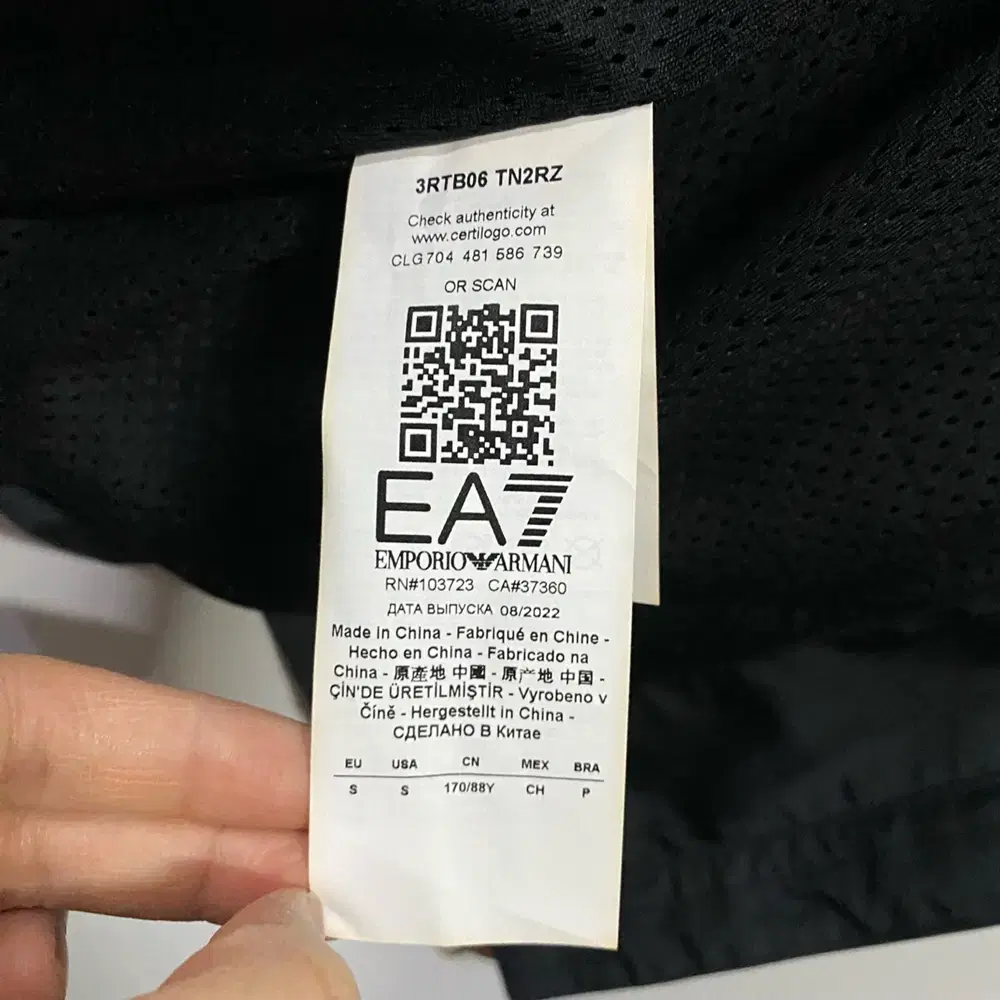 3RTB06 TN2RZ
Check authenticity at
www.certilogo.com
CLG704 481 586 739
OR SCAN
EA7
EMPORIO ARMANI
RN#103723 CA#37360
ДАТА ВЫПУСКА 08/2022
Made in China - Fabriqué en Chine -
Hecho en China - Fabricado na
China - 原產地 中國 - 原产地 中国 -
ÇİN'DE ÜRETİLMİŞTİR - Vyrobeno v
Číně - Hergestellt in China -
СДЕЛАНО В Китае
EU USA CN MEX BRA
S S 170/88Y CH P